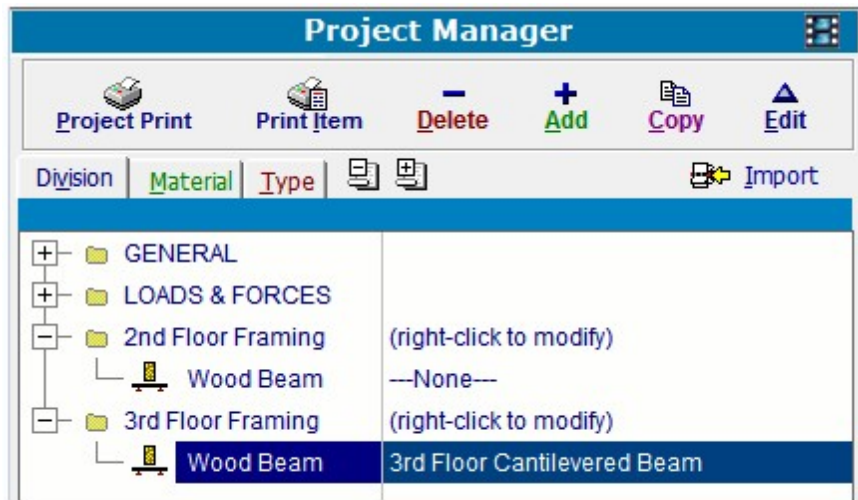 Project Manager
Project Print Print Item Delete Add Copy Edit
Division Material Type Import
GENERAL
LOADS & FORCES
2nd Floor Framing (right-click to modify)
Wood Beam ---None---
3rd Floor Framing (right-click to modify)
Wood Beam 3rd Floor Cantilevered Beam